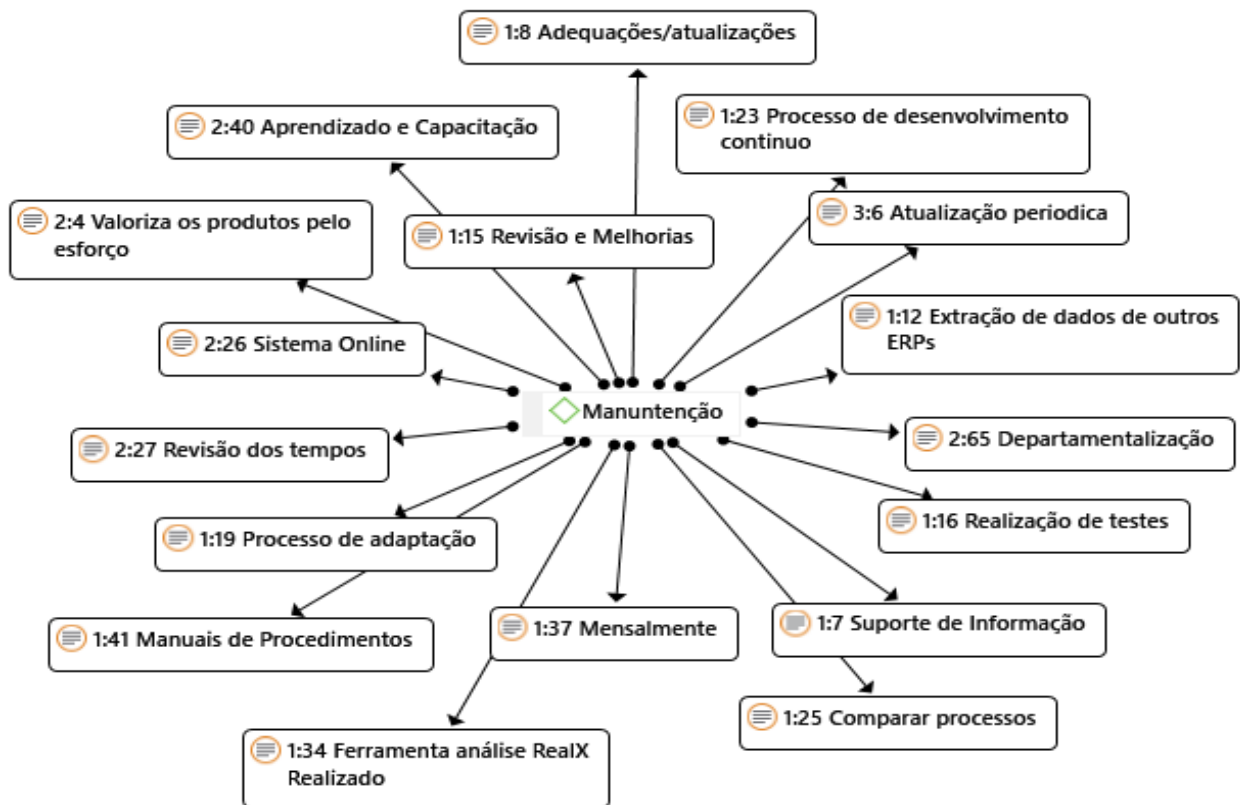 1:8 Adequações/atualizações
2:40 Aprendizado e Capacitação
1:23 Processo de desenvolvimento
continuo
2:4 Valoriza os produtos pelo
esforço
1:15 Revisão e Melhorias
3:6 Atualização periodica
2:26 Sistema Online
1:12 Extração de dados de outros
ERPs
Manuntenção
2:27 Revisão dos tempos
2:65 Departamentalização
1:19 Processo de adaptação
1:16 Realização de testes
1:41 Manuais de Procedimentos
1:37 Mensalmente
1:7 Suporte de Informação
1:25 Comparar processos
1:34 Ferramenta análise RealX
Realizado